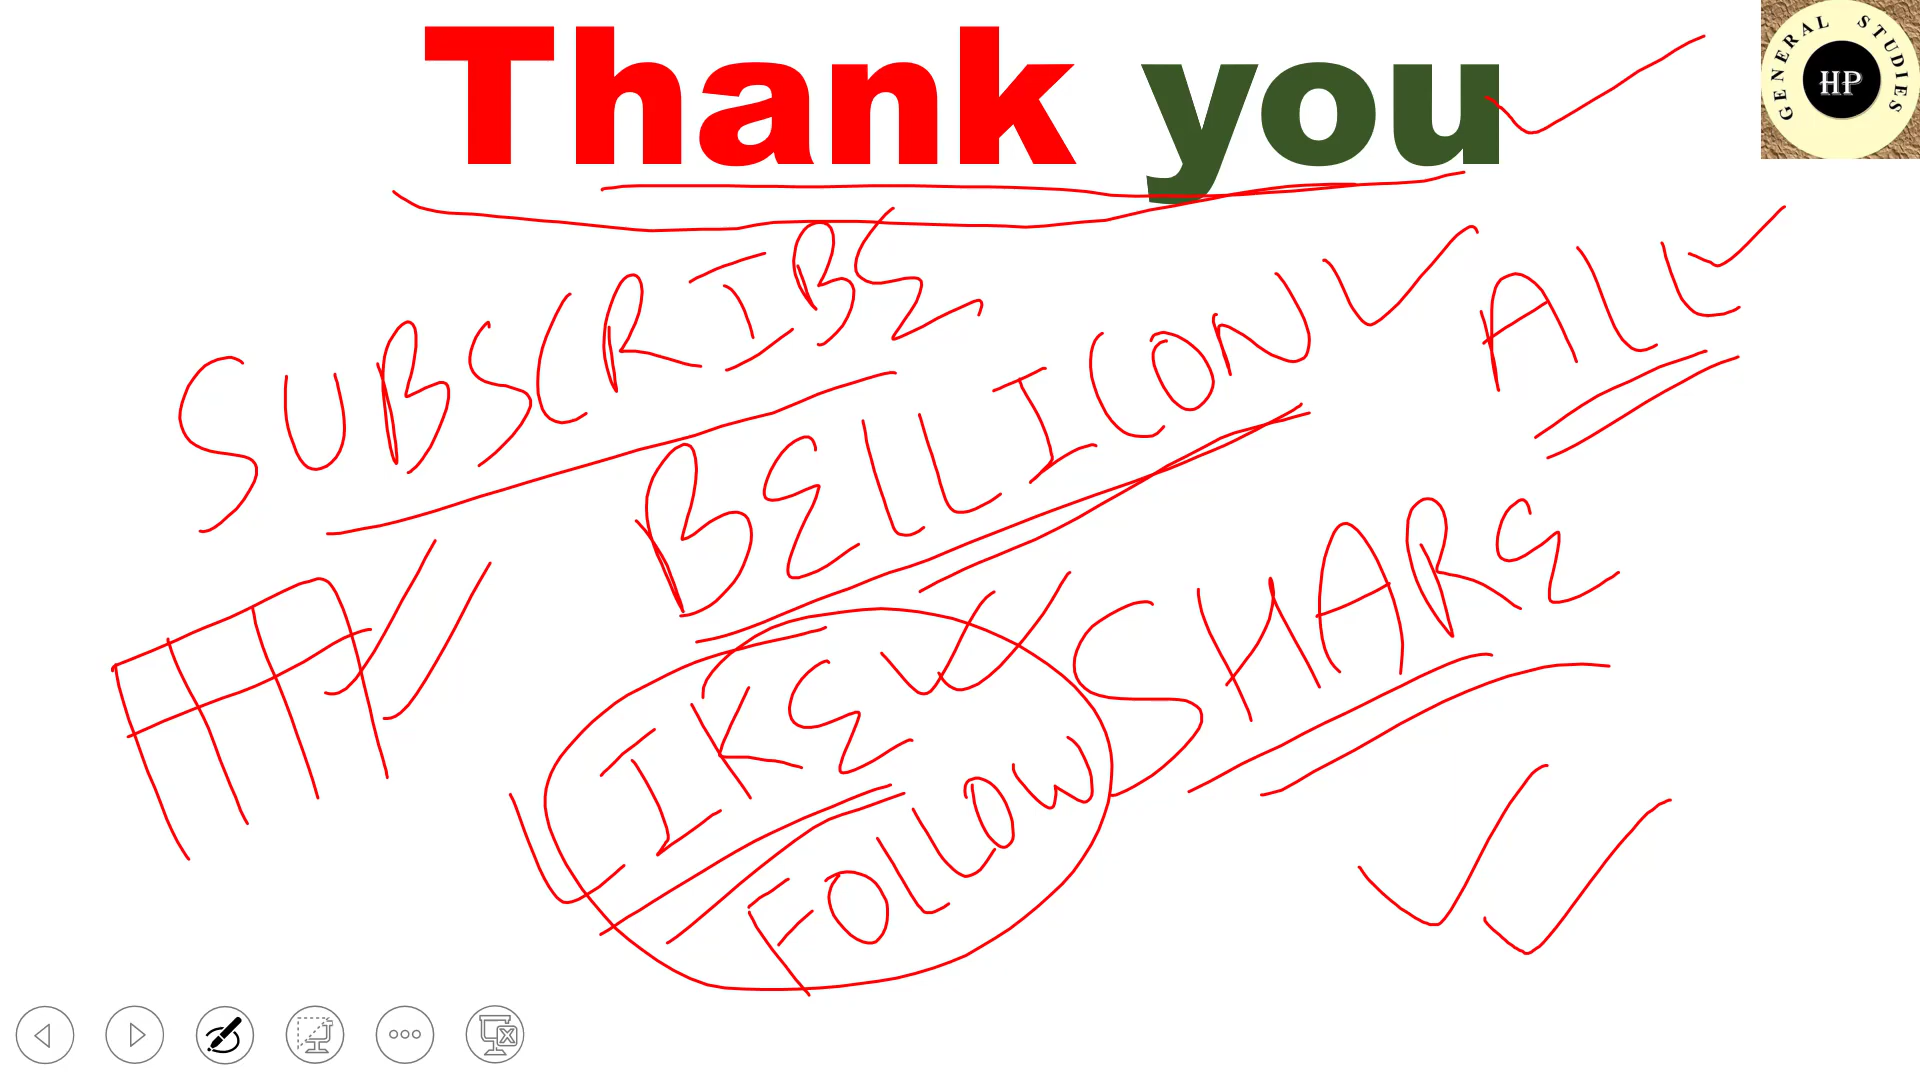 Thank you
GENERAL STUDIES
HP
SUBSCRIBE
BELLICON
ALL
LIKE
SHARE
FOLLOW